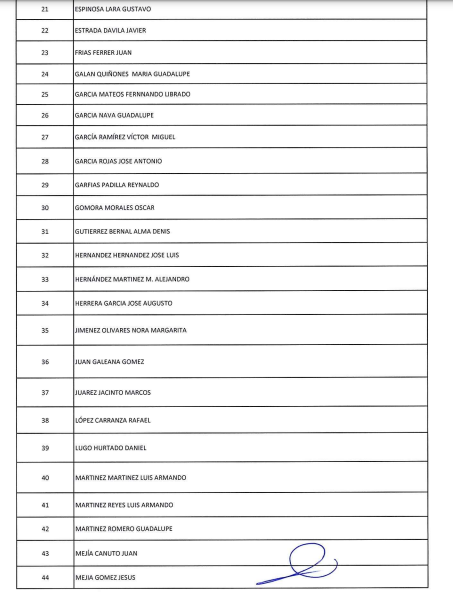 21 ESPINOSA LARA GUSTAVO
22 ESTRADA DAVILA JAVIER
23 FRIAS FERRER JUAN
24 GALAN QUIÑONES MARIA GUADALUPE
25 GARCIA MATEOS FERNNANDO LIBRADO
26 GARCIA NAVA GUADALUPE
27 GARCÍA RAMÍREZ VÍCTOR MIGUEL
28 GARCIA ROJAS JOSE ANTONIO
29 GARFIAS PADILLA REYNALDO
30 GOMORA MORALES OSCAR
31 GUTIERREZ BERNAL ALMA DENIS
32 HERNANDEZ HERNANDEZ JOSE LUIS
33 HERNÁNDEZ MARTINEZ M. ALEJANDRO
34 HERRERA GARCIA JOSE AUGUSTO
35 JIMENEZ OLIVARES NORA MARGARITA
36 JUAN GALEANA GOMEZ
37 JUAREZ JACINTO MARCOS
38 LÓPEZ CARRANZA RAFAEL
39 LUGO HURTADO DANIEL
40 MARTINEZ MARTINEZ LUIS ARMANDO
41 MARTINEZ REYES LUIS ARMANDO
42 MARTINEZ ROMERO GUADALUPE
43 MEJÍA CANUTO JUAN
44 MEJIA GOMEZ JESUS